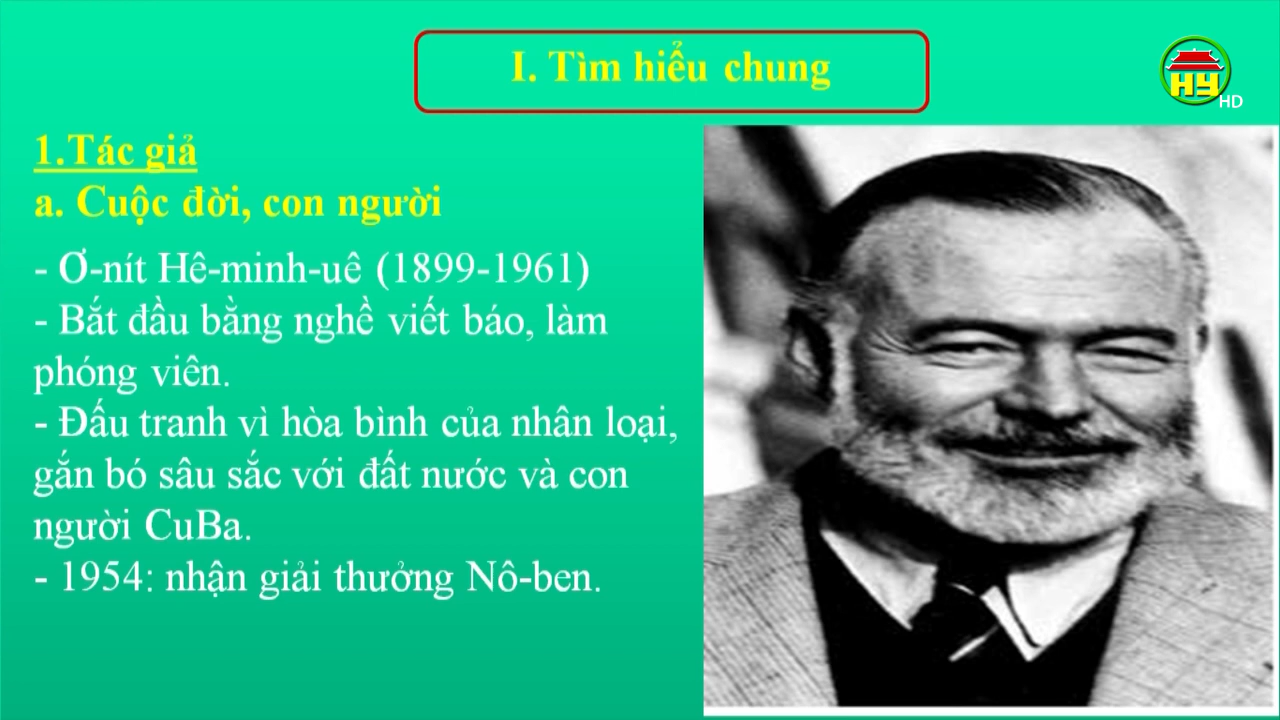 I. Tìm hiểu chung
HY
HD
1.Tác giả
a. Cuộc đời, con người
- Ơ-nít Hê-minh-uê (1899-1961)
- Bắt đầu bằng nghề viết báo, làm
phóng viên.
- Đấu tranh vì hòa bình của nhân loại,
gắn bó sâu sắc với đất nước và con
người CuBa.
- 1954: nhận giải thưởng Nô-ben.